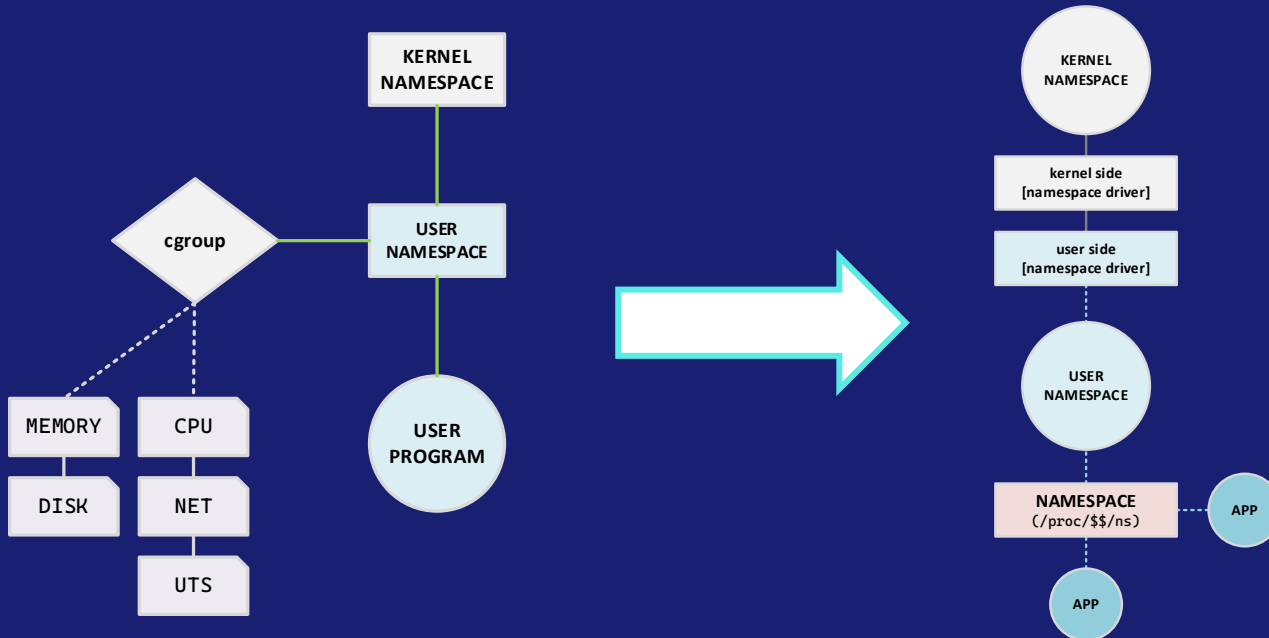 KERNEL
NAMESPACE
cgroup
USER
NAMESPACE
MEMORY
CPU
DISK
NET
UTS
USER
PROGRAM
KERNEL
NAMESPACE
kernel side
[namespace driver]
user side
[namespace driver]
USER
NAMESPACE
NAMESPACE
(/proc/$$/ns)
APP
APP